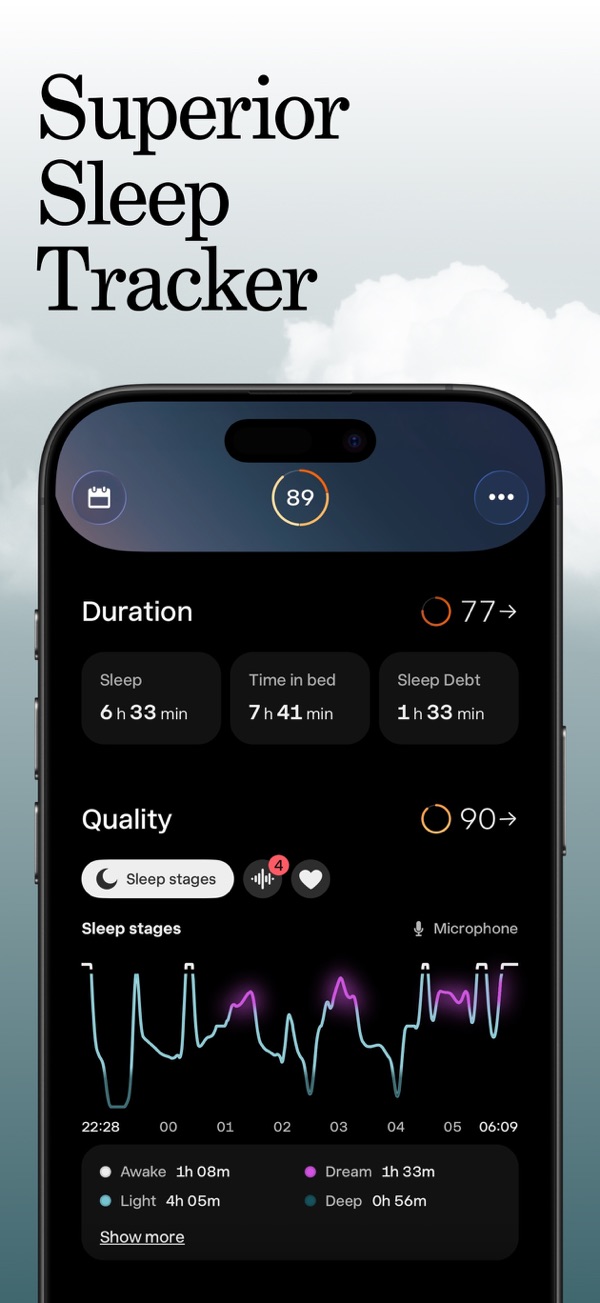 Superior
Sleep
Tracker
89
Duration 77
Sleep Time in bed Sleep Debt
6 h 33 min 7 h 41 min 1 h 33 min
Quality 90
Sleep stages 4
Sleep stages Microphone
22:28 00 01 02 03 04 05 06:09
Awake 1h 08m Dream 1h 33m
Light 4h 05m Deep 0h 56m
Show more